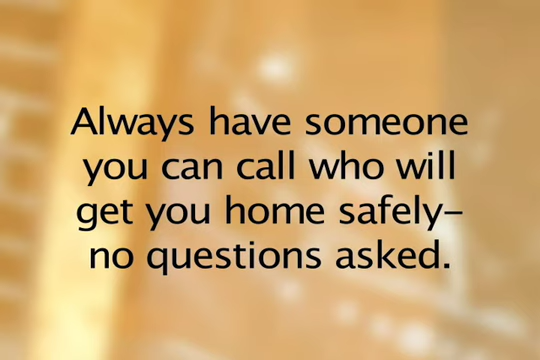 Always have someone
you can call who will
get you home safely–
no questions asked.